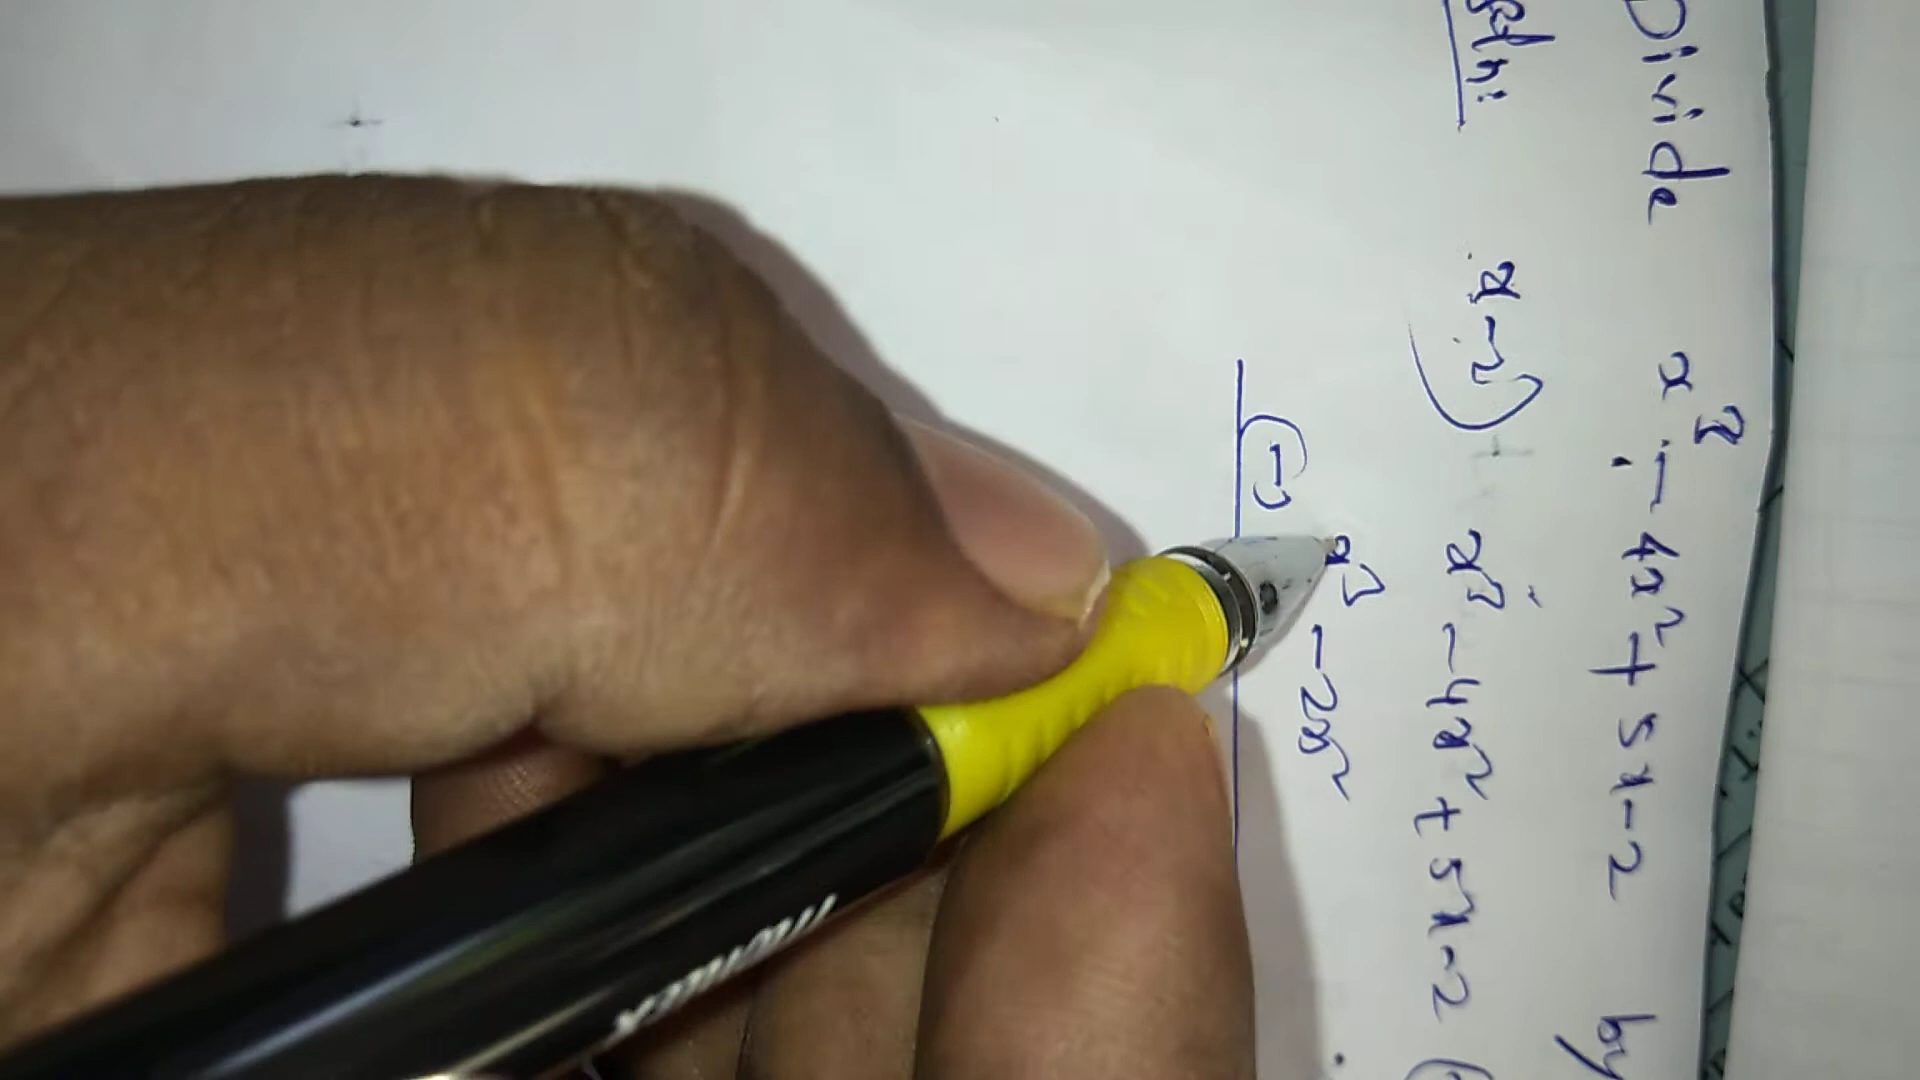 Divide x³ - 4x² + 5x - 2 by
Soln: x-2) x³ - 4x² + 5x - 2 (
x³ - 2x²
(-)